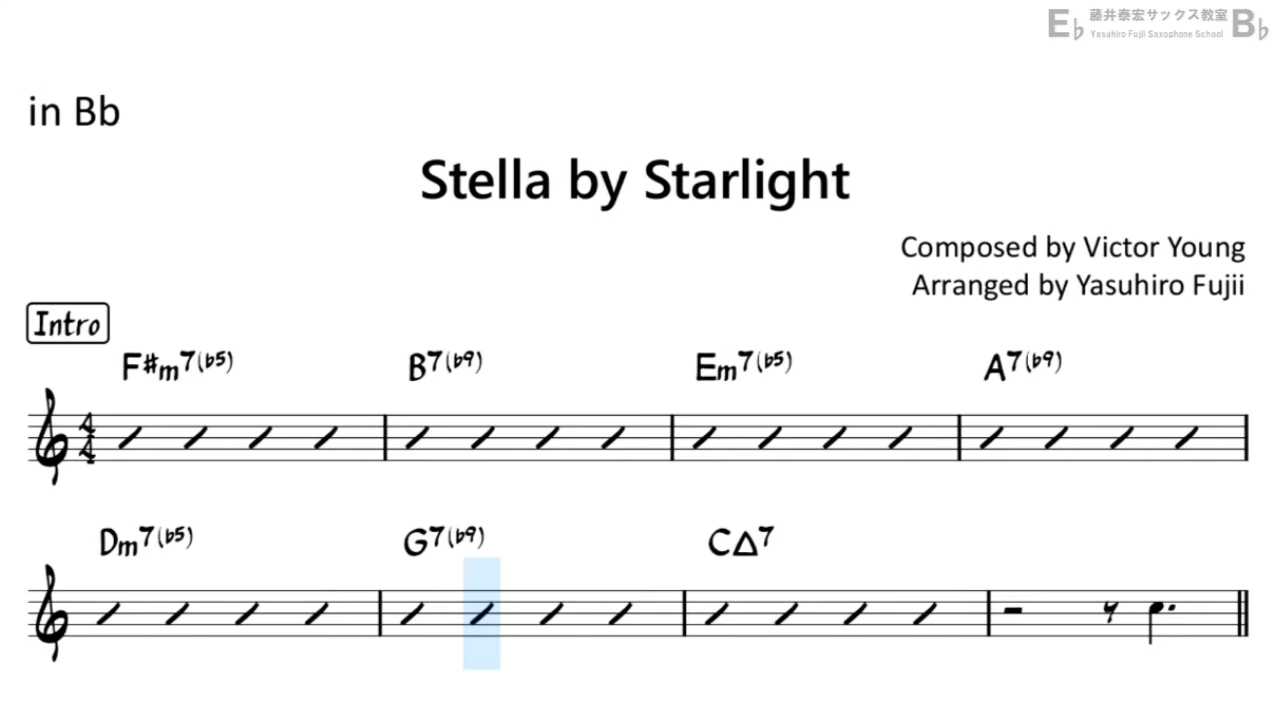 E♭ 藤井泰宏サックス教室 B♭
Yasuhiro Fujii Saxophone School
in Bb
Stella by Starlight
Composed by Victor Young
Arranged by Yasuhiro Fujii
Intro
F#m7(b5) B7(b9) Em7(b5) A7(b9)
4
4
Dm7(b5) G7(b9) CΔ7